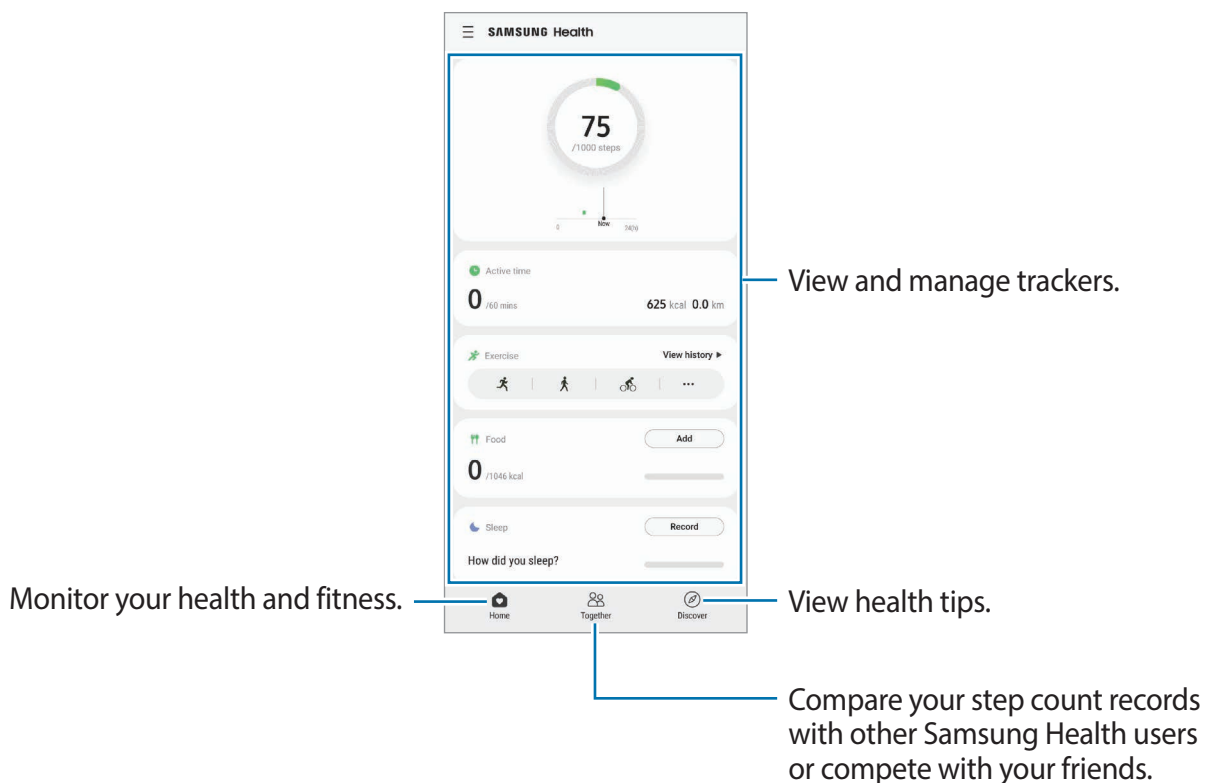 SAMSUNG Health
75
/1000 steps
0 Now 24(h)
Active time
0 /60 mins 625 kcal 0.0 km
Exercise View history
Food Add
0 /1046 kcal
Sleep Record
How did you sleep?
Home Together Discover
View and manage trackers.
Monitor your health and fitness.
View health tips.
Compare your step count records
with other Samsung Health users
or compete with your friends.